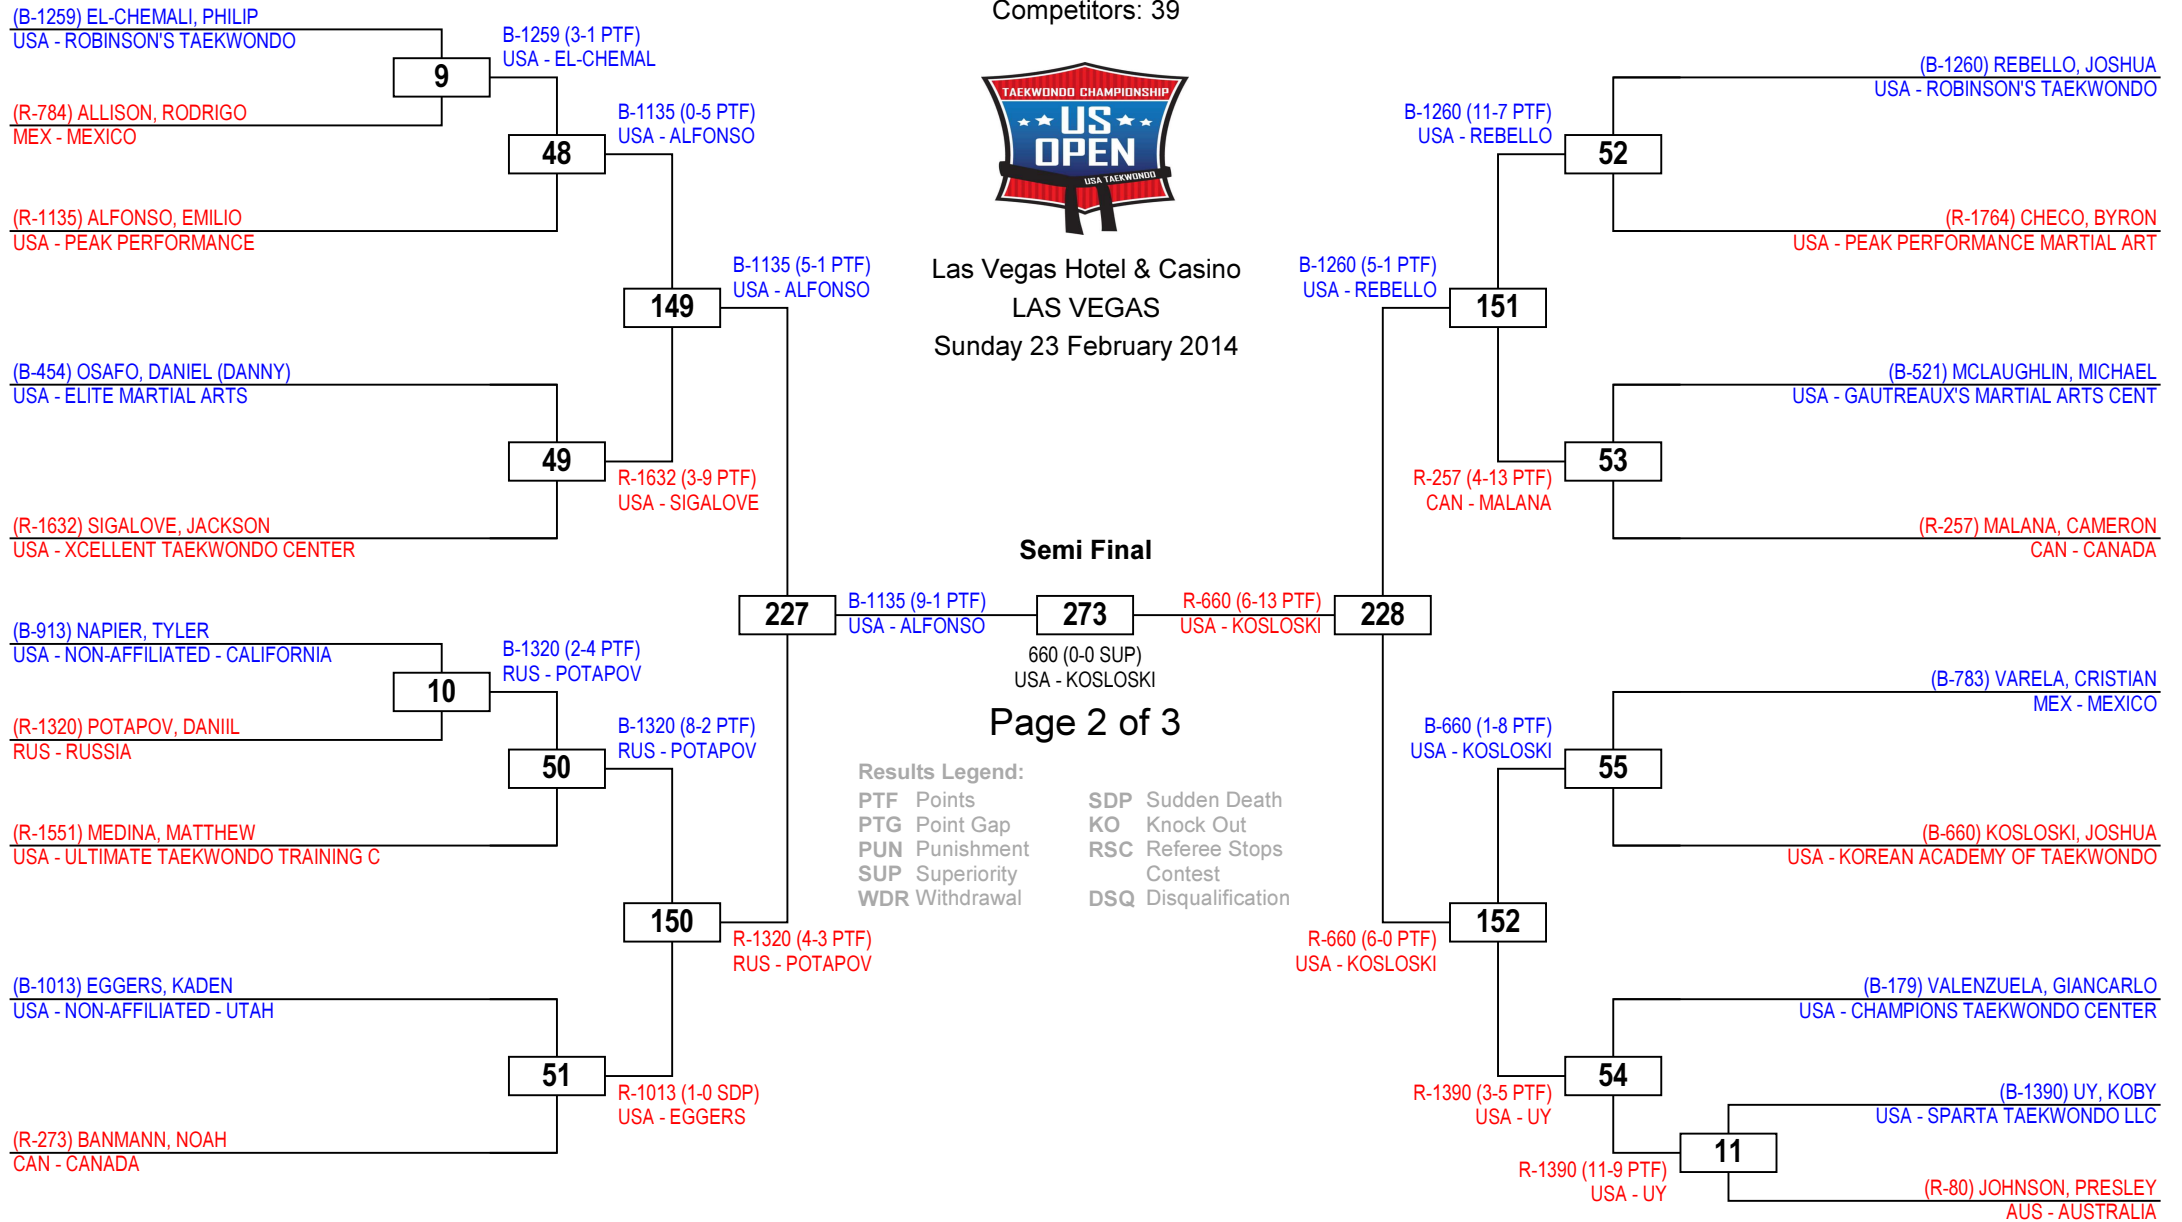 Competitors: 39
TAEKWONDO CHAMPIONSHIP
US
OPEN
USA TAEKWONDO
Las Vegas Hotel & Casino
LAS VEGAS
Sunday 23 February 2014
(B-1259) EL-CHEMALI, PHILIP
USA - ROBINSON'S TAEKWONDO
9
(R-784) ALLISON, RODRIGO
MEX - MEXICO
B-1259 (3-1 PTF)
USA - EL-CHEMAL
48
(R-1135) ALFONSO, EMILIO
USA - PEAK PERFORMANCE
B-1135 (0-5 PTF)
USA - ALFONSO
149
B-1135 (5-1 PTF)
USA - ALFONSO
(B-454) OSAFO, DANIEL (DANNY)
USA - ELITE MARTIAL ARTS
49
(R-1632) SIGALOVE, JACKSON
USA - XCELLENT TAEKWONDO CENTER
R-1632 (3-9 PTF)
USA - SIGALOVE
227
B-1135 (9-1 PTF)
USA - ALFONSO
(B-913) NAPIER, TYLER
USA - NON-AFFILIATED - CALIFORNIA
10
(R-1320) POTAPOV, DANIIL
RUS - RUSSIA
B-1320 (2-4 PTF)
RUS - POTAPOV
50
(R-1551) MEDINA, MATTHEW
USA - ULTIMATE TAEKWONDO TRAINING C
B-1320 (8-2 PTF)
RUS - POTAPOV
150
R-1320 (4-3 PTF)
RUS - POTAPOV
(B-1013) EGGERS, KADEN
USA - NON-AFFILIATED - UTAH
51
(R-273) BANMANN, NOAH
CAN - CANADA
R-1013 (1-0 SDP)
USA - EGGERS
Semi Final
273
660 (0-0 SUP)
USA - KOSLOSKI
Page 2 of 3
Results Legend:
PTF Points
PTG Point Gap
PUN Punishment
SUP Superiority
WDR Withdrawal
SDP Sudden Death
KO Knock Out
RSC Referee Stops
Contest
DSQ Disqualification
(B-1260) REBELLO, JOSHUA
USA - ROBINSON'S TAEKWONDO
B-1260 (11-7 PTF)
USA - REBELLO
52
(R-1764) CHECO, BYRON
USA - PEAK PERFORMANCE MARTIAL ART
B-1260 (5-1 PTF)
USA - REBELLO
151
(B-521) MCLAUGHLIN, MICHAEL
USA - GAUTREAUX'S MARTIAL ARTS CENT
53
R-257 (4-13 PTF)
CAN - MALANA
(R-257) MALANA, CAMERON
CAN - CANADA
R-660 (6-13 PTF)
USA - KOSLOSKI
228
(B-783) VARELA, CRISTIAN
MEX - MEXICO
B-660 (1-8 PTF)
USA - KOSLOSKI
55
(B-660) KOSLOSKI, JOSHUA
USA - KOREAN ACADEMY OF TAEKWONDO
152
R-660 (6-0 PTF)
USA - KOSLOSKI
(B-179) VALENZUELA, GIANCARLO
USA - CHAMPIONS TAEKWONDO CENTER
54
R-1390 (3-5 PTF)
USA - UY
(B-1390) UY, KOBY
USA - SPARTA TAEKWONDO LLC
11
R-1390 (11-9 PTF)
USA - UY
(R-80) JOHNSON, PRESLEY
AUS - AUSTRALIA